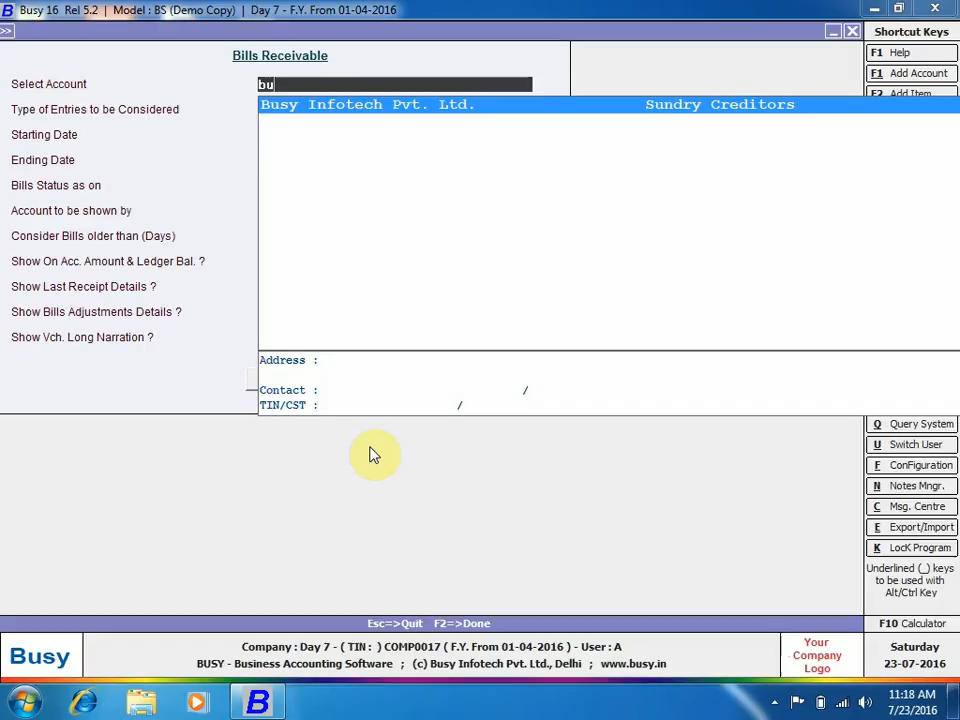 Busy 16 Rel 5.2 | Model : BS (Demo Copy) | Day 7 - F.Y. From 01-04-2016
>>
Shortcut Keys
Bills Receivable
F1 Help
Select Account bu
F1 Add Account
F2 Add Item
Busy Infotech Pvt. Ltd. Sundry Creditors
Type of Entries to be Considered
Starting Date
Ending Date
Bills Status as on
Account to be shown by
Consider Bills older than (Days)
Show On Acc. Amount & Ledger Bal. ?
Show Last Receipt Details ?
Show Bills Adjustments Details ?
Show Vch. Long Narration ?
Address :
Contact : /
TIN/CST : /
Q Query System
U Switch User
F ConFiguration
N Notes Mngr.
C Msg. Centre
E Export/Import
K LocK Program
Underlined (_) keys
to be used with
Alt/Ctrl Key
Esc=>Quit F2=>Done
F10 Calculator
Busy
Company : Day 7 - ( TIN : ) COMP0017 ( F.Y. From 01-04-2016 ) - User : A
BUSY - Business Accounting Software ; (c) Busy Infotech Pvt. Ltd., Delhi ; www.busy.in
Your
Company
Logo
Saturday
23-07-2016
11:18 AM
7/23/2016